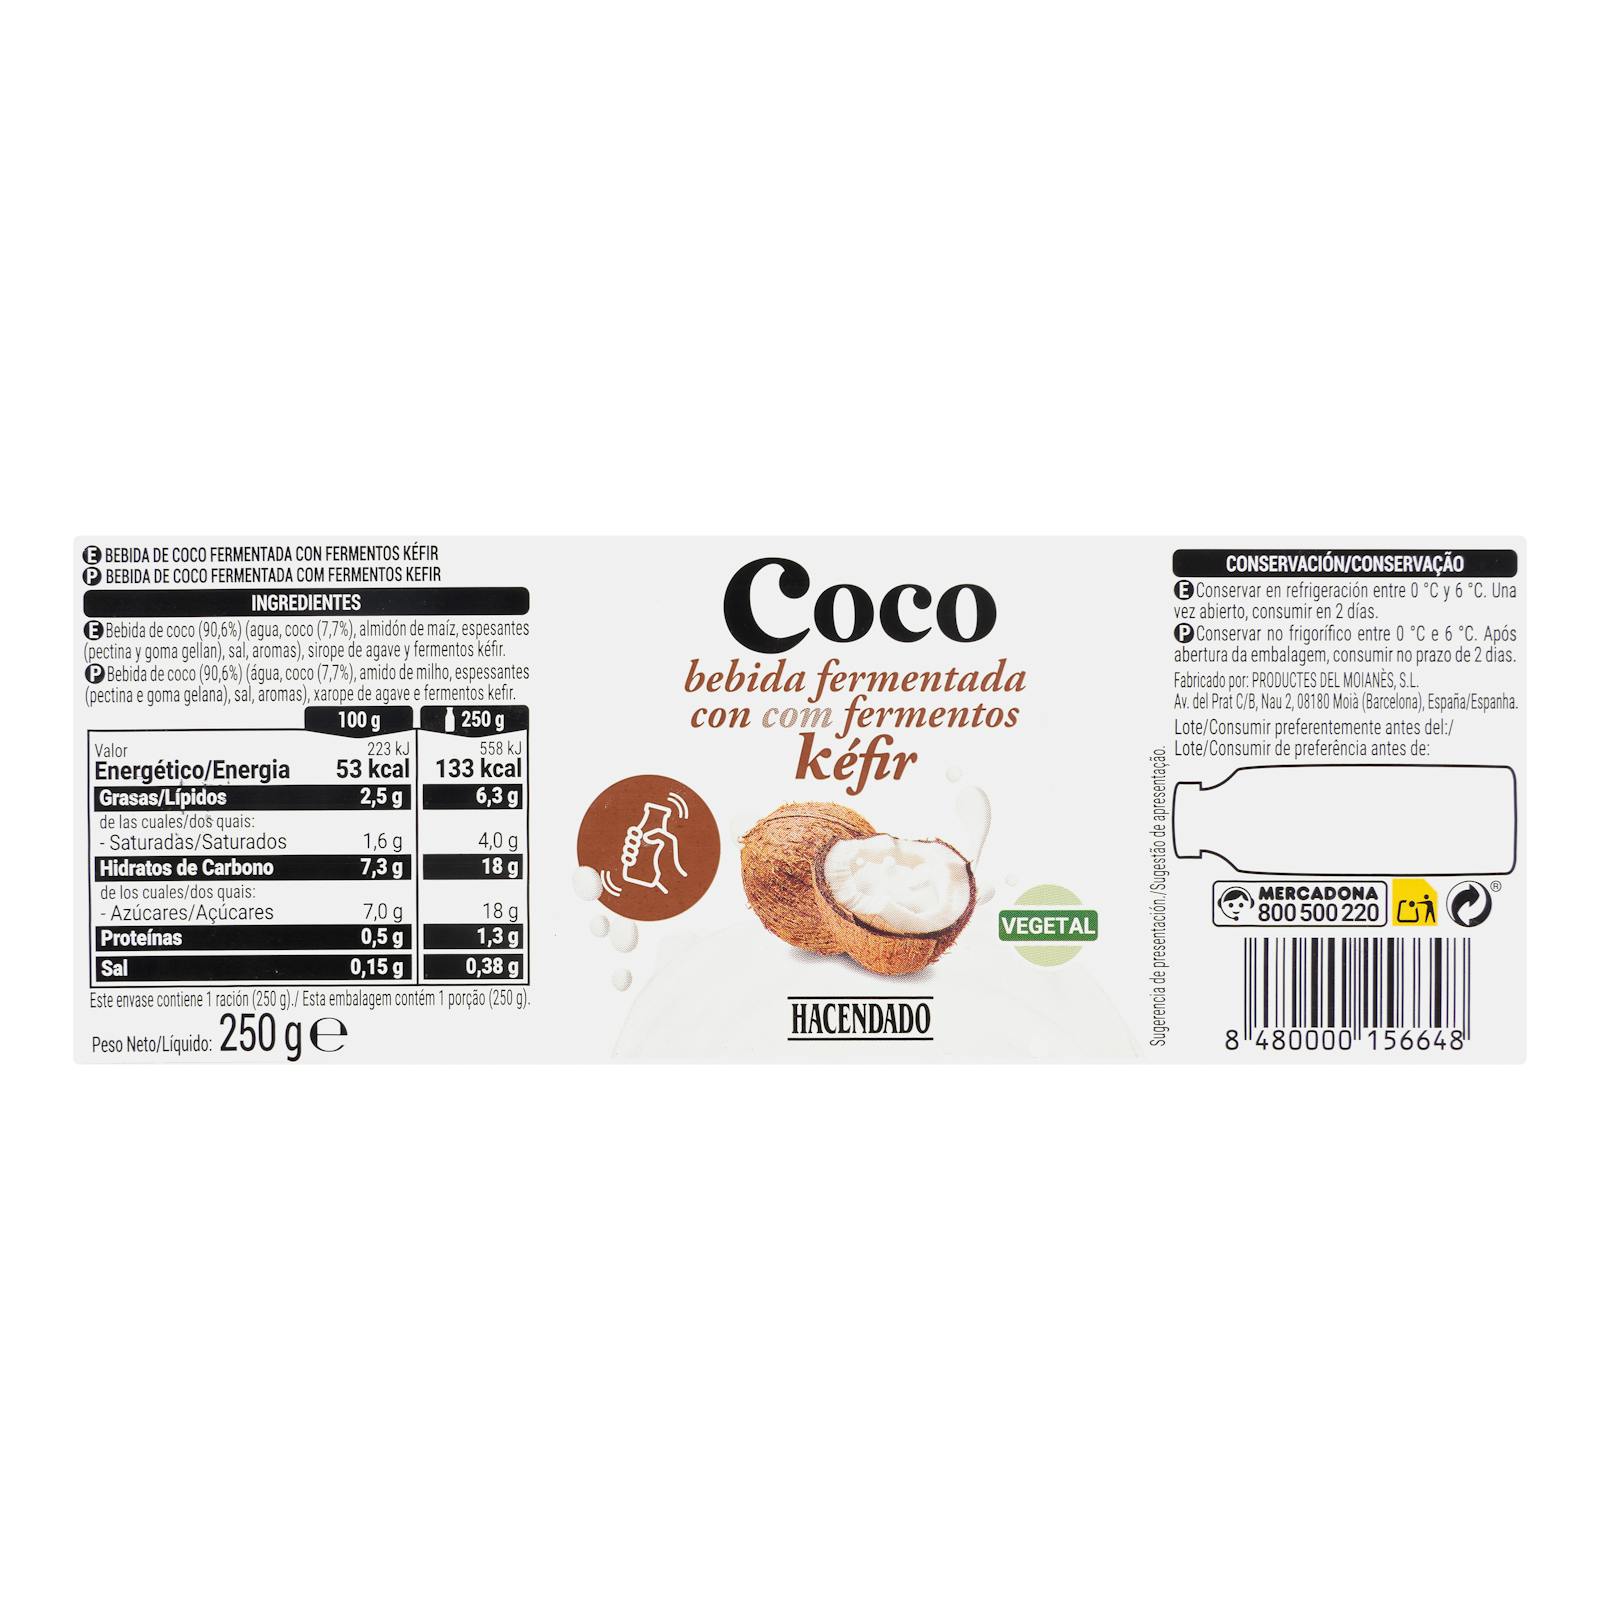 E BEBIDA DE COCO FERMENTADA CON FERMENTOS KÉFIR
P BEBIDA DE COCO FERMENTADA COM FERMENTOS KEFIR
INGREDIENTES
E Bebida de coco (90,6%) (agua, coco (7,7%), almidón de maíz, espesantes
(pectina y goma gellan), sal, aromas), sirope de agave y fermentos kéfir.
P Bebida de coco (90,6%) (água, coco (7,7%), amido de milho, espessantes
(pectina e goma gelana), sal, aromas), xarope de agave e fermentos kefir.
100 g 250 g
Valor 223 kJ 558 kJ
Energético/Energia 53 kcal 133 kcal
Grasas/Lípidos 2,5 g 6,3 g
de las cuales/dos quais:
- Saturadas/Saturados 1,6 g 4,0 g
Hidratos de Carbono 7,3 g 18 g
de los cuales/dos quais:
- Azúcares/Açúcares 7,0 g 18 g
Proteínas 0,5 g 1,3 g
Sal 0,15 g 0,38 g
Este envase contiene 1 ración (250 g)./ Esta embalagem contém 1 porção (250 g).
Peso Neto/Líquido: 250 g e
Coco
bebida fermentada
con com fermentos
kéfir
VEGETAL
HACENDADO
Sugerencia de presentación./Sugestão de apresentação.
CONSERVACIÓN/CONSERVAÇÃO
E Conservar en refrigeración entre 0 °C y 6 °C. Una
vez abierto, consumir en 2 días.
P Conservar no frigorífico entre 0 °C e 6 °C. Após
abertura da embalagem, consumir no prazo de 2 dias.
Fabricado por: PRODUCTES DEL MOIANÈS, S.L.
Av. del Prat C/B, Nau 2, 08180 Moià (Barcelona), España/Espanha.
Lote/Consumir preferentemente antes del:/
Lote/Consumir de preferência antes de:
MERCADONA
800 500 220
®
8 480000 156648